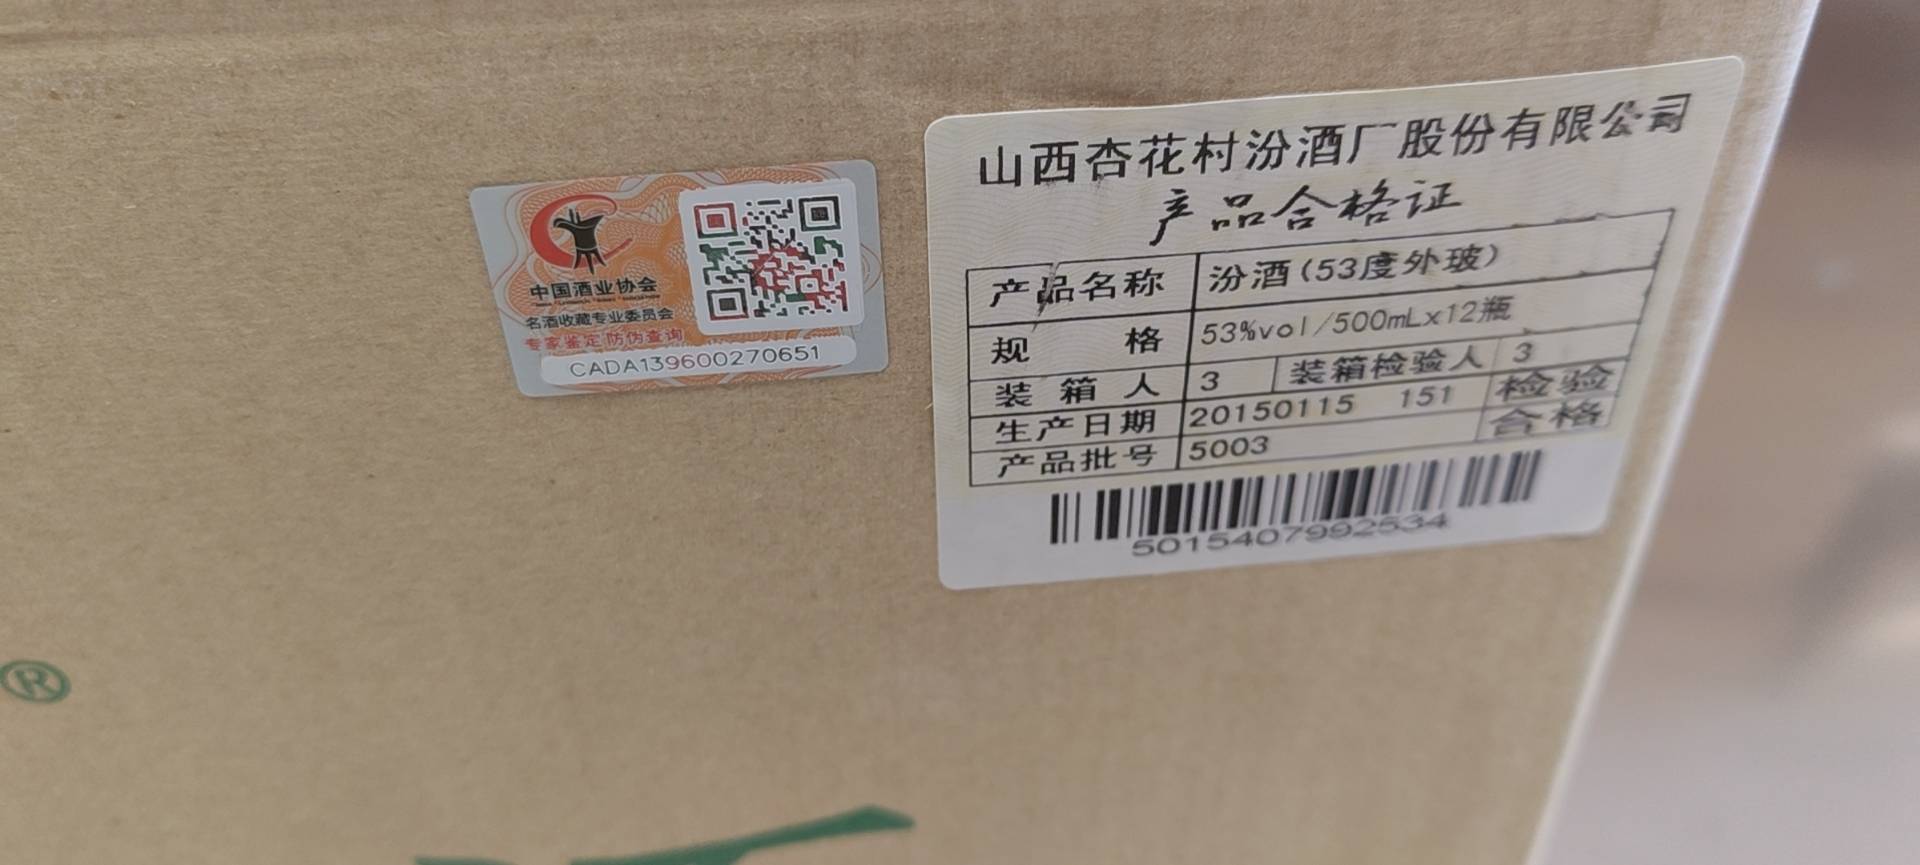 中国酒业协会
名酒收藏专业委员会
专家鉴定 防伪查询
CADA139600270651
山西杏花村汾酒厂股份有限公司
产品合格证
产品名称 汾酒(53度外玻)
规格 53%vol/500mLx12瓶
装箱人 3 装箱检验人 3
生产日期 20150115 151 检验
产品批号 5003 合格
5015407992534
®